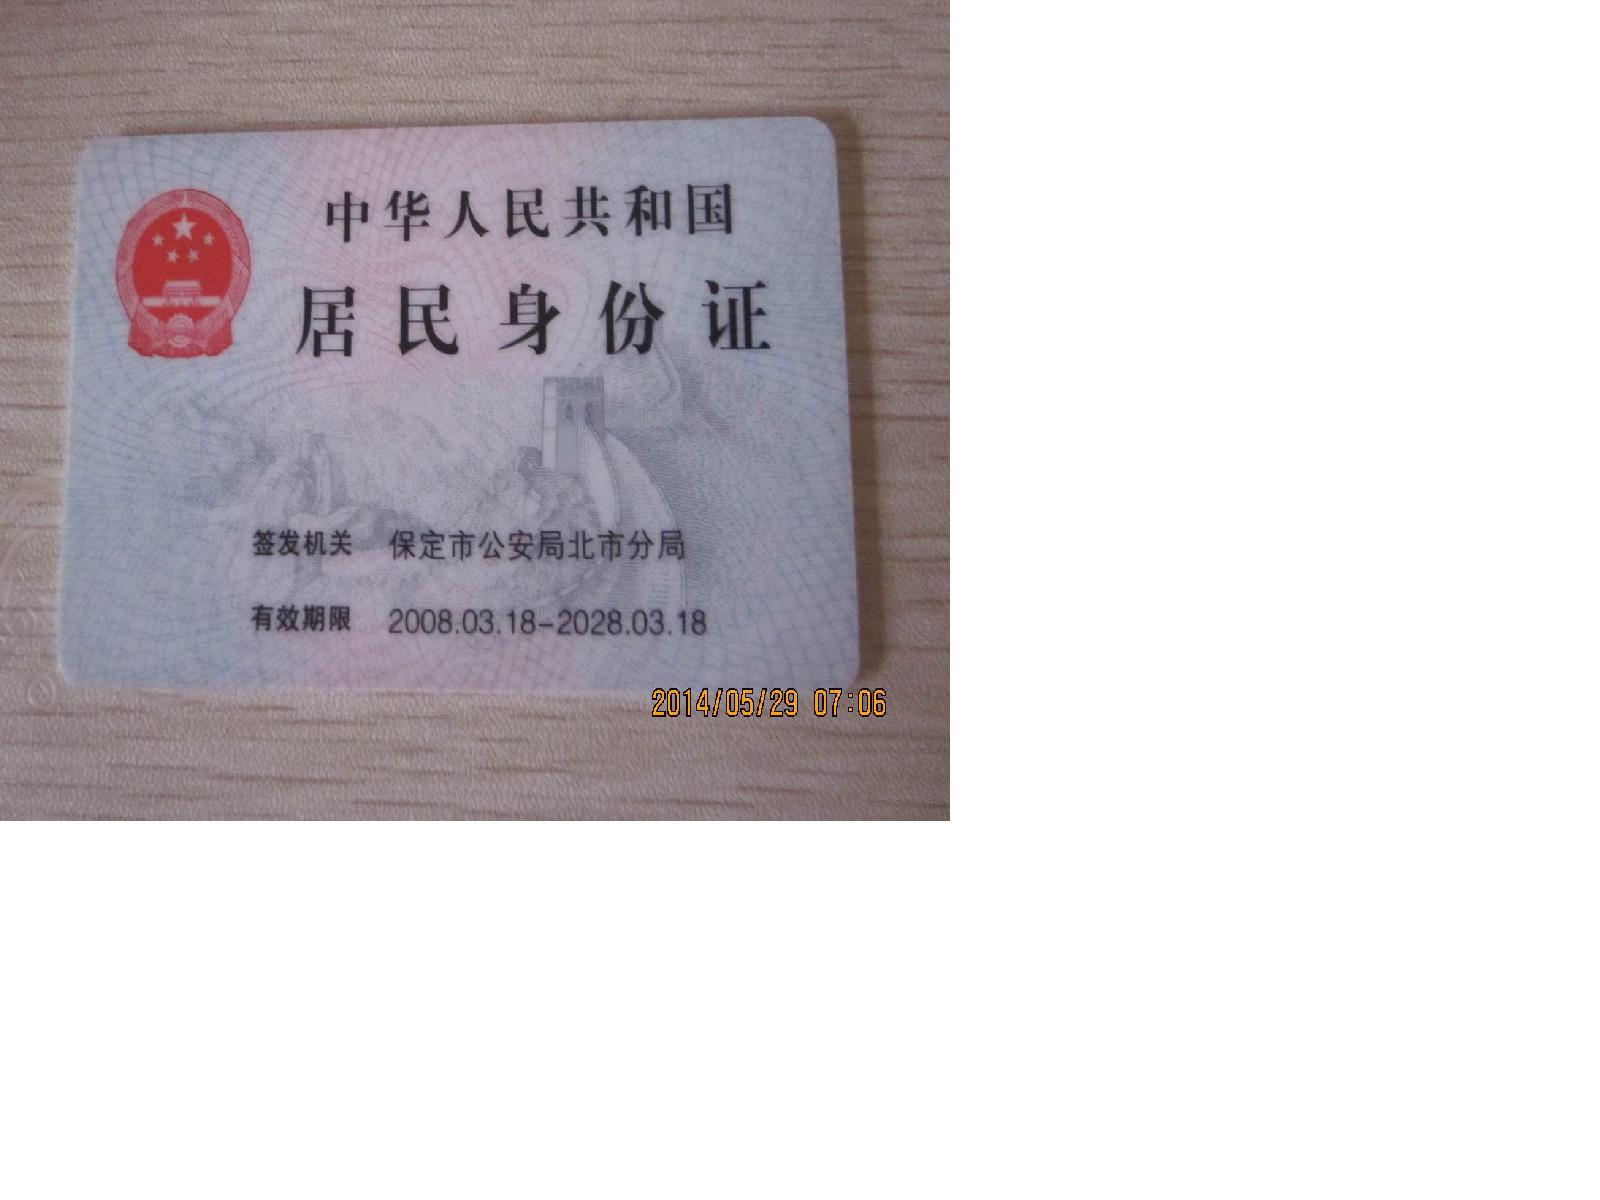 中华人民共和国
居民身份证
签发机关 保定市公安局北市分局
有效期限 2008.03.18-2028.03.18
2014/05/29 07:06